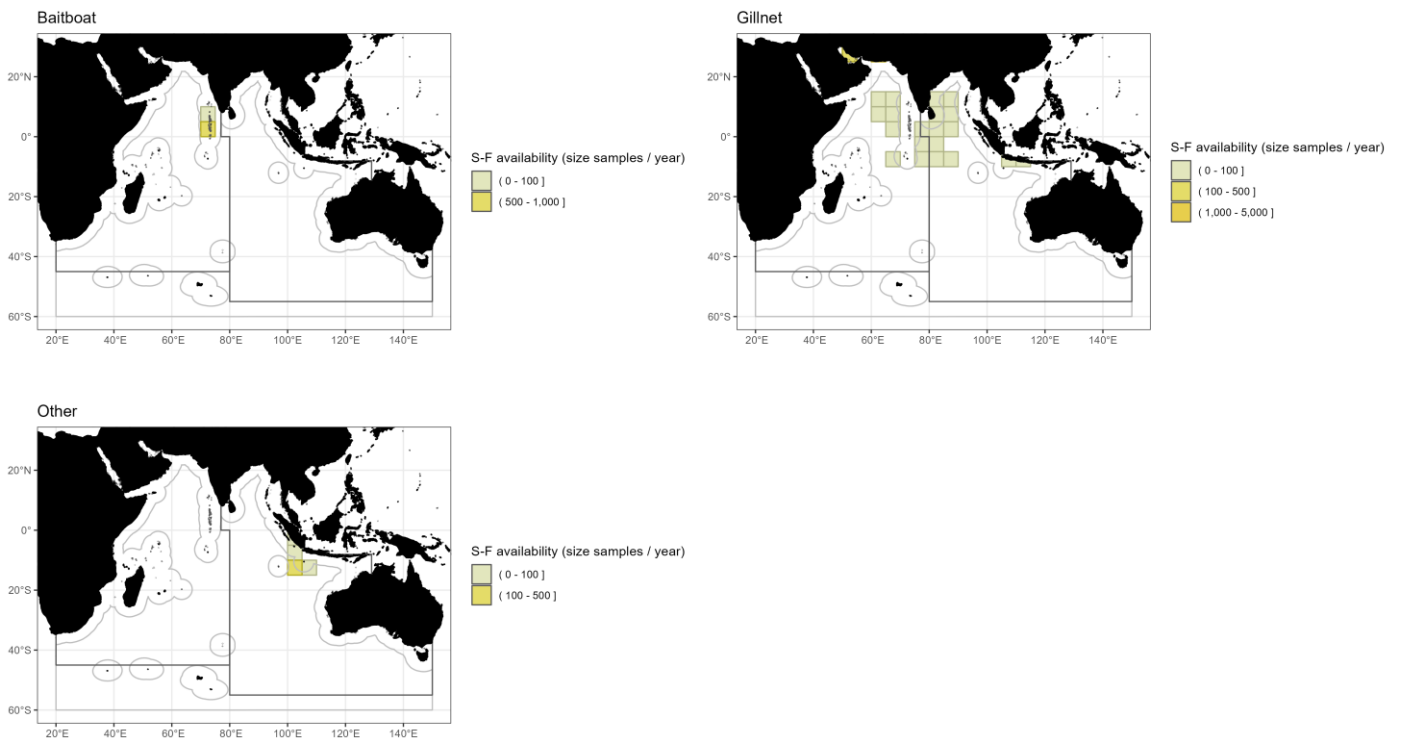 Baitboat
20°N
0°
20°S
40°S
60°S
20°E 40°E 60°E 80°E 100°E 120°E 140°E
S-F availability (size samples / year)
( 0 - 100 ]
( 500 - 1,000 ]
Gillnet
20°N
0°
20°S
40°S
60°S
20°E 40°E 60°E 80°E 100°E 120°E 140°E
S-F availability (size samples / year)
( 0 - 100 ]
( 100 - 500 ]
( 1,000 - 5,000 ]
Other
20°N
0°
20°S
40°S
60°S
20°E 40°E 60°E 80°E 100°E 120°E 140°E
S-F availability (size samples / year)
( 0 - 100 ]
( 100 - 500 ]